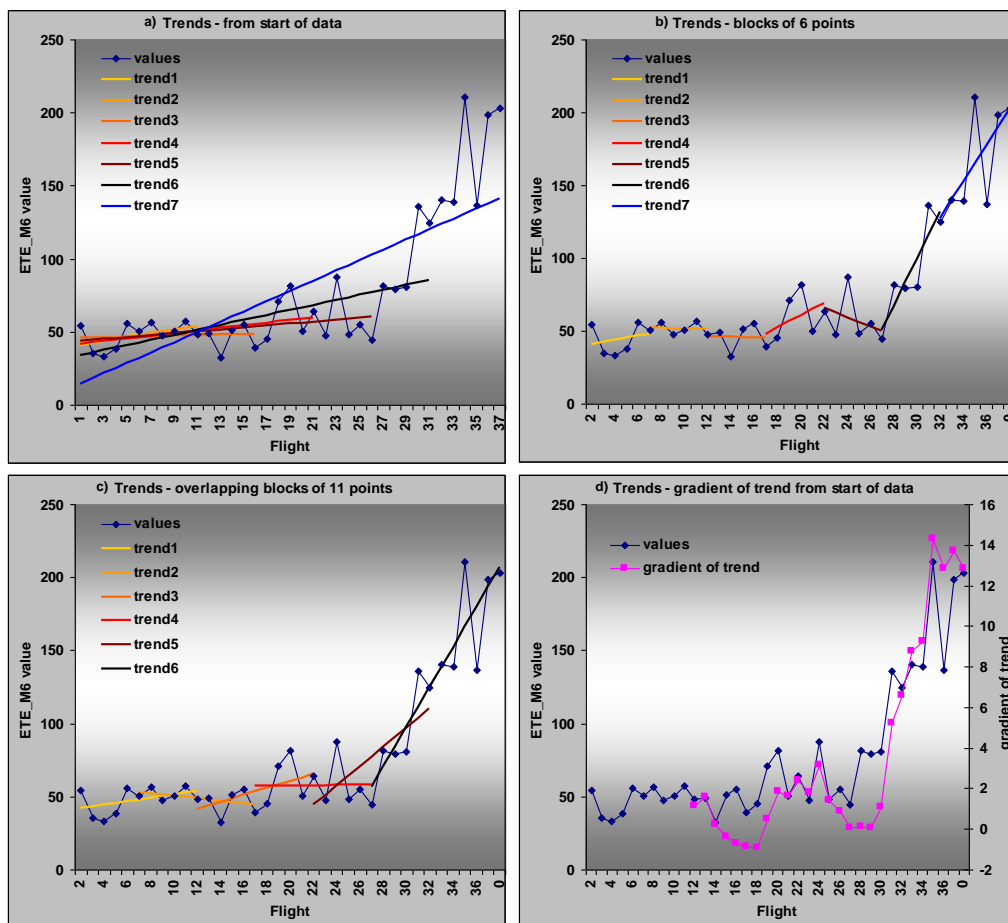 a) Trends - from start of data
250
200
150
100
50
0
ETE_M6 value
values
trend1
trend2
trend3
trend4
trend5
trend6
trend7
1 3 5 7 9 11 13 15 17 19 21 23 25 27 29 31 33 35 37
Flight
b) Trends - blocks of 6 points
250
200
150
100
50
0
ETE_M6 value
values
trend1
trend2
trend3
trend4
trend5
trend6
trend7
2 4 6 8 10 12 14 16 18 20 22 24 26 28 30 32 34 36 0
Flight
c) Trends - overlapping blocks of 11 points
250
200
150
100
50
0
ETE_M6 value
values
trend1
trend2
trend3
trend4
trend5
trend6
2 4 6 8 10 12 14 16 18 20 22 24 26 28 30 32 34 36 0
Flight
d) Trends - gradient of trend from start of data
250
200
150
100
50
0
ETE_M6 value
values
gradient of trend
16
14
12
10
8
6
4
2
0
-2
gradient of trend
2 4 6 8 10 12 14 16 18 20 22 24 26 28 30 32 34 36 0
Flight